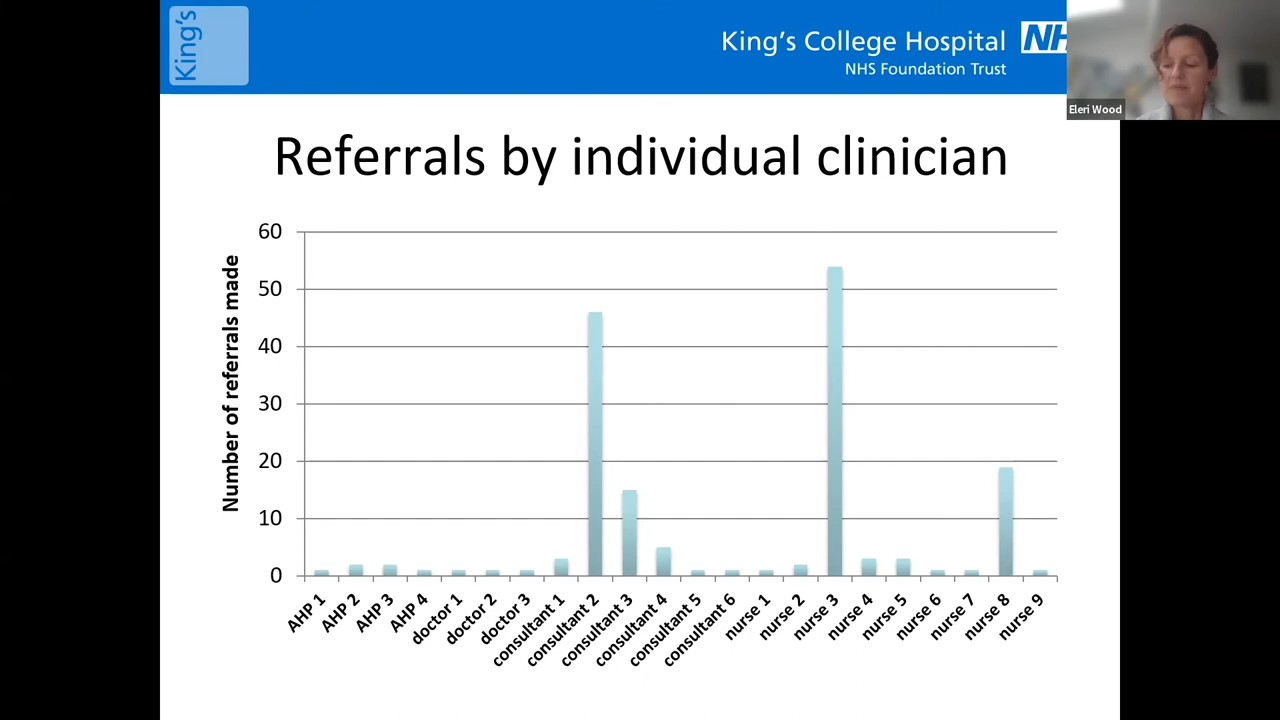 King's
King's College Hospital
NHS Foundation Trust
NH
Eleri Wood
Referrals by individual clinician
Number of referrals made
60
50
40
30
20
10
0
AHP 1
AHP 2
AHP 3
AHP 4
doctor 1
doctor 2
doctor 3
consultant 1
consultant 2
consultant 3
consultant 4
consultant 5
consultant 6
nurse 1
nurse 2
nurse 3
nurse 4
nurse 5
nurse 6
nurse 7
nurse 8
nurse 9